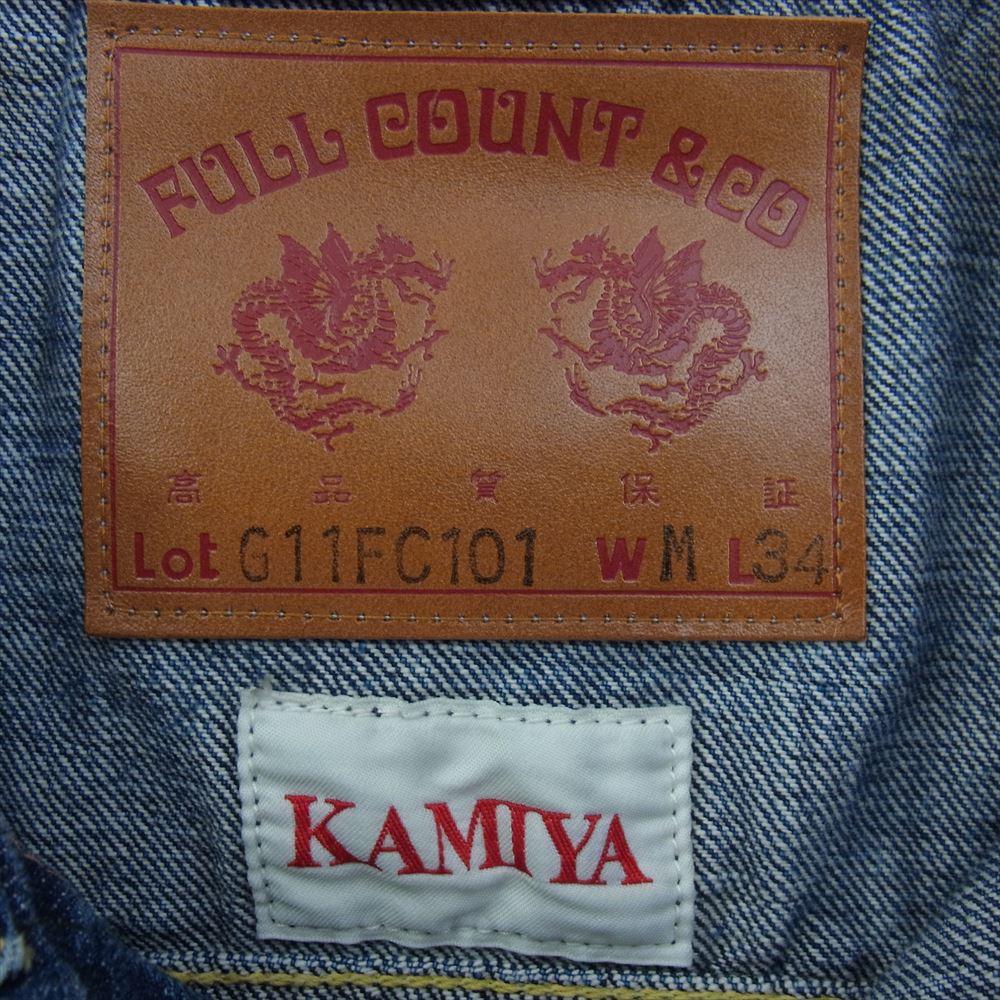 FULL COUNT & CO
高品質保証
Lot G11FC101 W M L34
KAMIYA